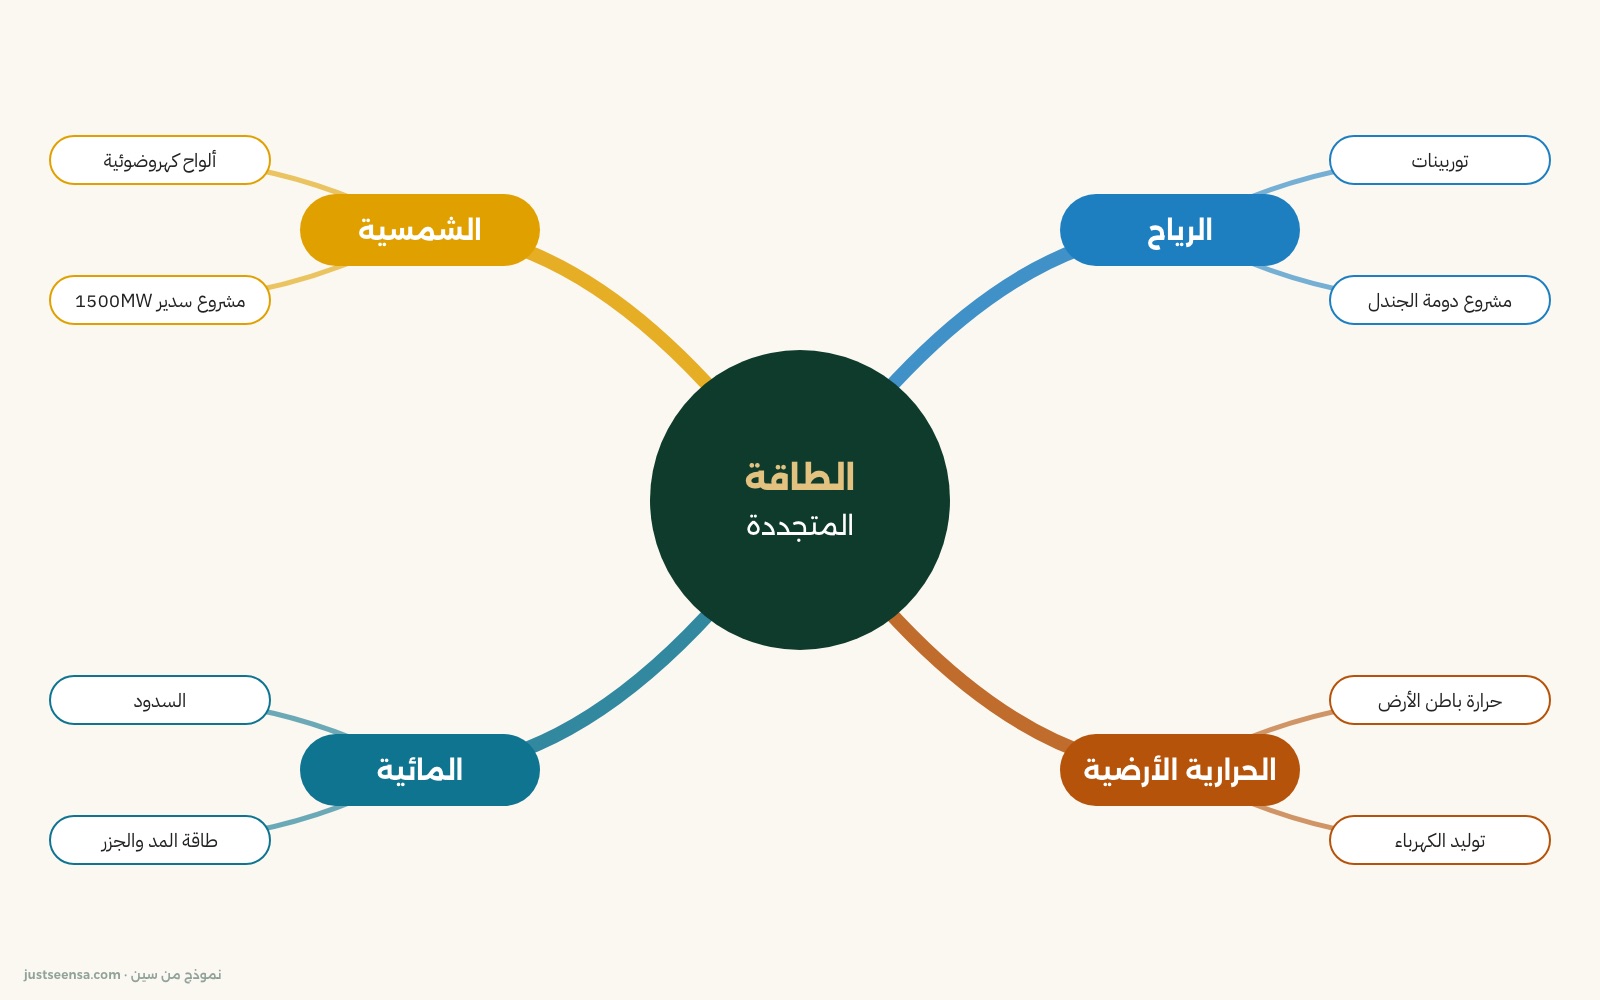 الطاقة
المتجددة
الرياح
توربينات
مشروع دومة الجندل
الشمسية
ألواح كهروضوئية
مشروع سدير 1500MW
الحرارية الأرضية
حرارة باطن الأرض
توليد الكهرباء
المائية
السدود
طاقة المد والجزر
نموذج من سين · justseensa.com